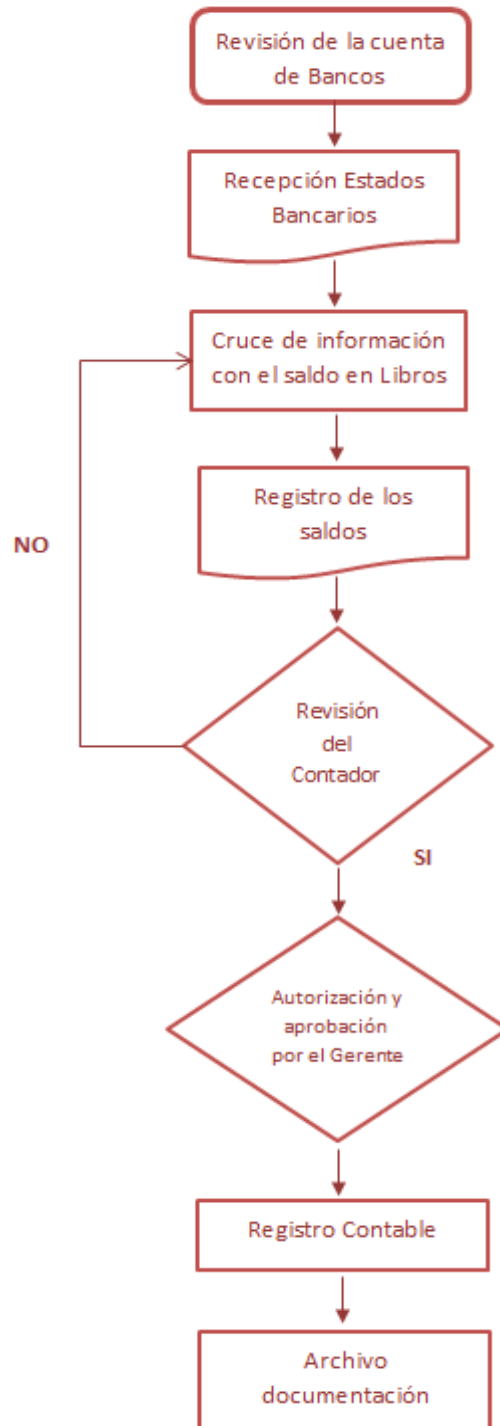 Revisión de la cuenta
de Bancos
Recepción Estados
Bancarios
Cruce de información
con el saldo en Libros
Registro de los
saldos
NO
Revisión
del
Contador
SI
Autorización y
aprobación
por el Gerente
Registro Contable
Archivo
documentación